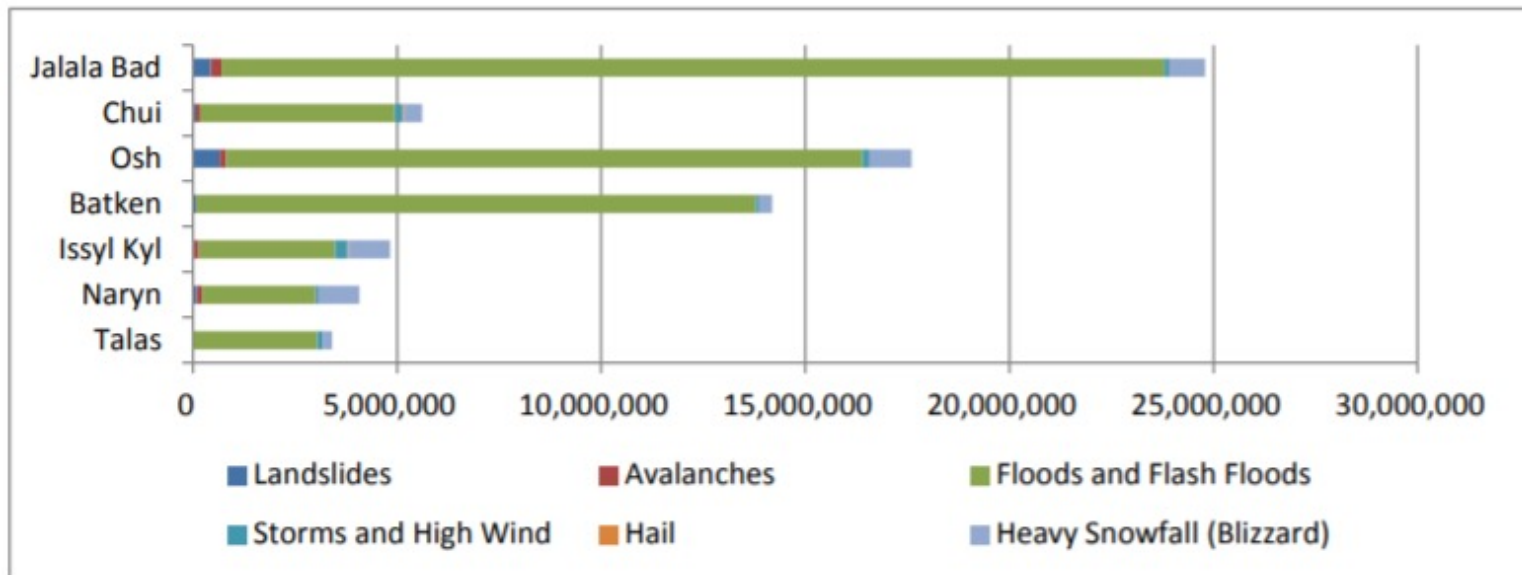 Jalala Bad
Chui
Osh
Batken
Issyl Kyl
Naryn
Talas
0 5,000,000 10,000,000 15,000,000 20,000,000 25,000,000 30,000,000
Landslides Avalanches Floods and Flash Floods
Storms and High Wind Hail Heavy Snowfall (Blizzard)